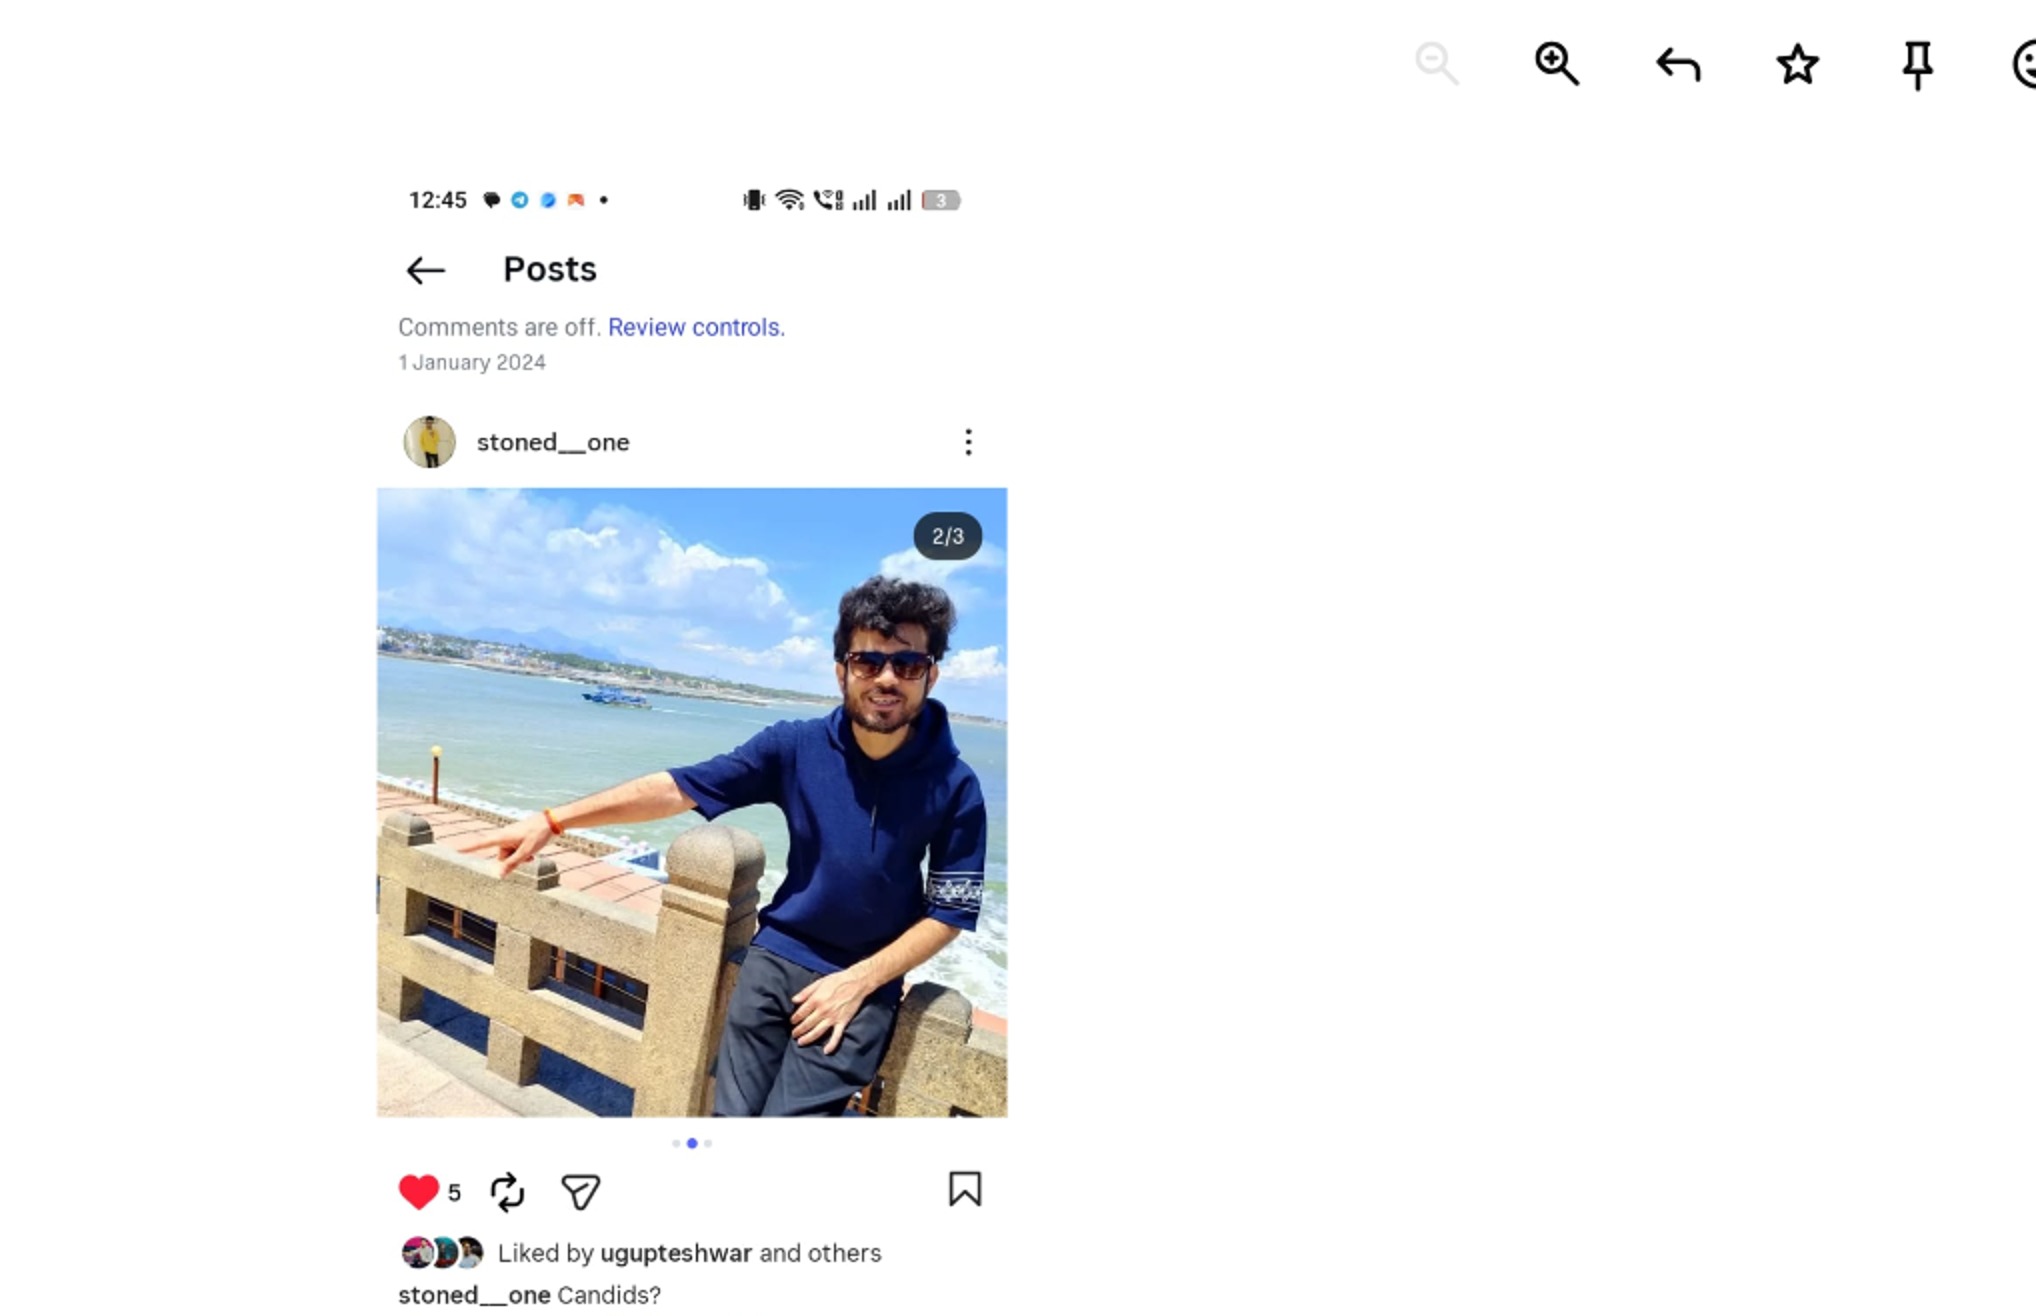 12:45 3
Posts
Comments are off. Review controls.
1 January 2024
stoned__one
2/3
5
Liked by ugupteshwar and others
stoned__one Candids?